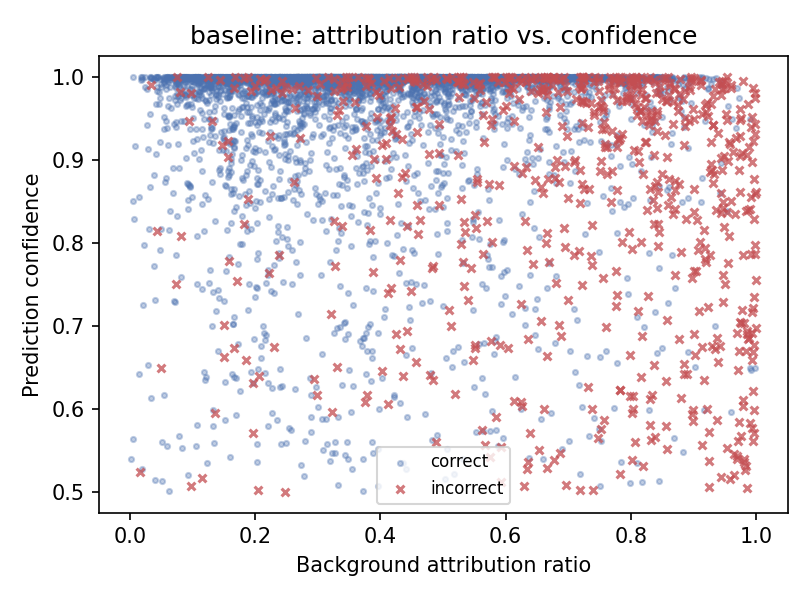 baseline: attribution ratio vs. confidence
Prediction confidence
1.0
0.9
0.8
0.7
0.6
0.5
correct
incorrect
0.0 0.2 0.4 0.6 0.8 1.0
Background attribution ratio